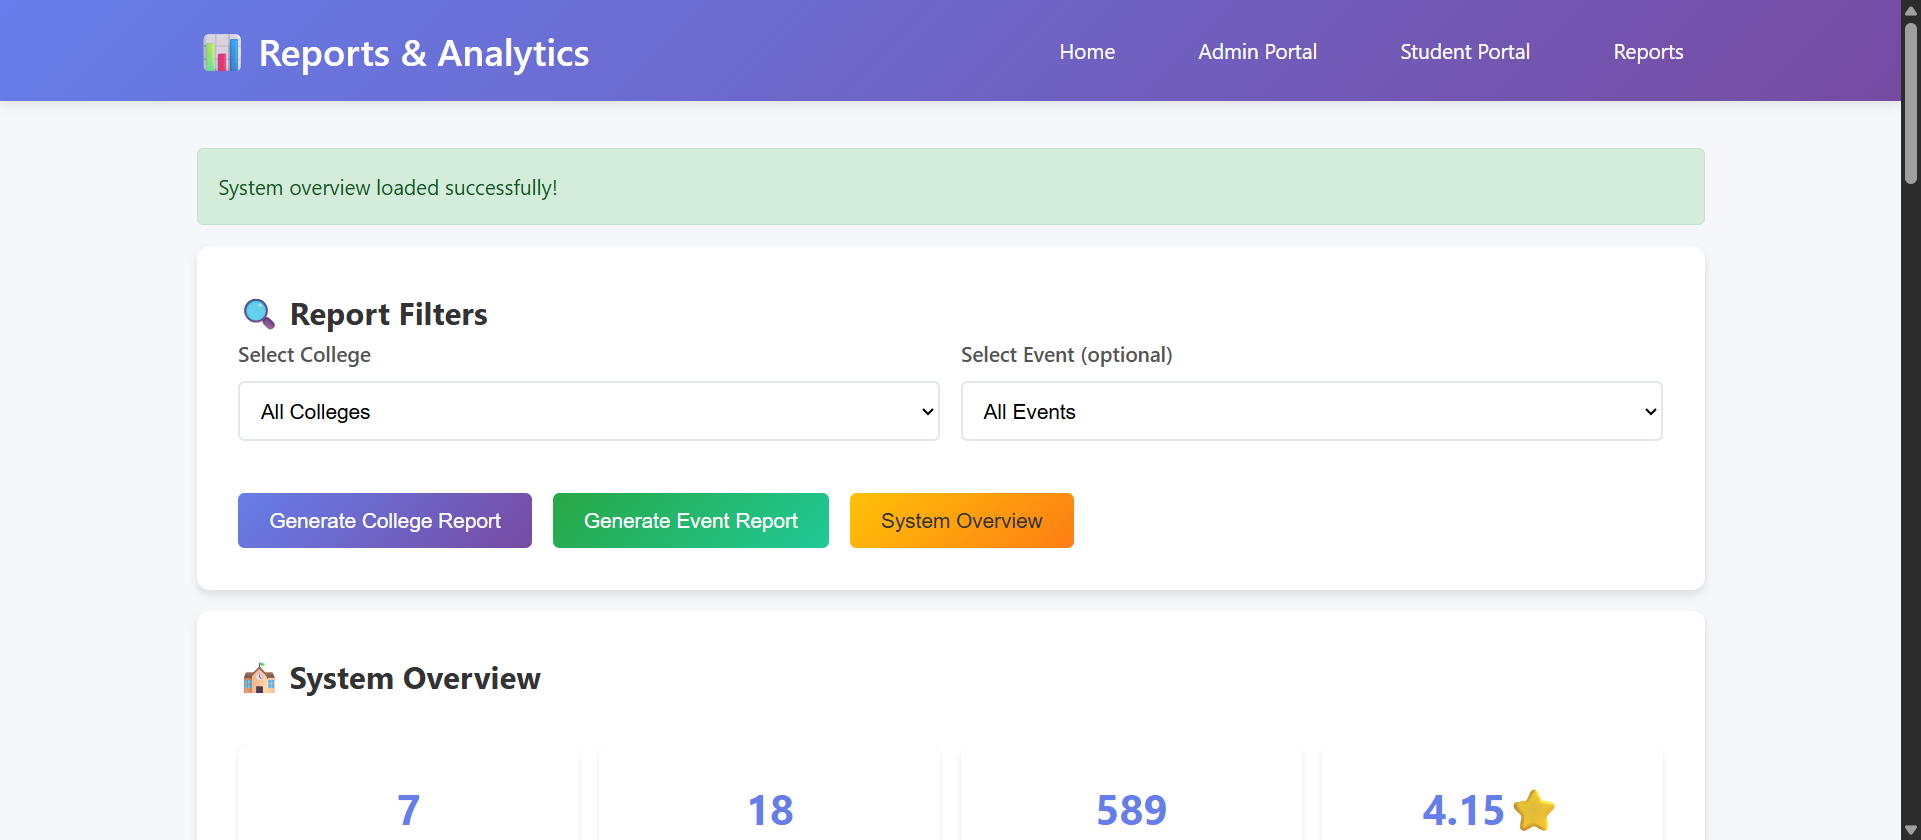 Reports & Analytics
Home Admin Portal Student Portal Reports
System overview loaded successfully!
Report Filters
Select College
Select Event (optional)
All Colleges
All Events
Generate College Report Generate Event Report System Overview
System Overview
7 18 589 4.15